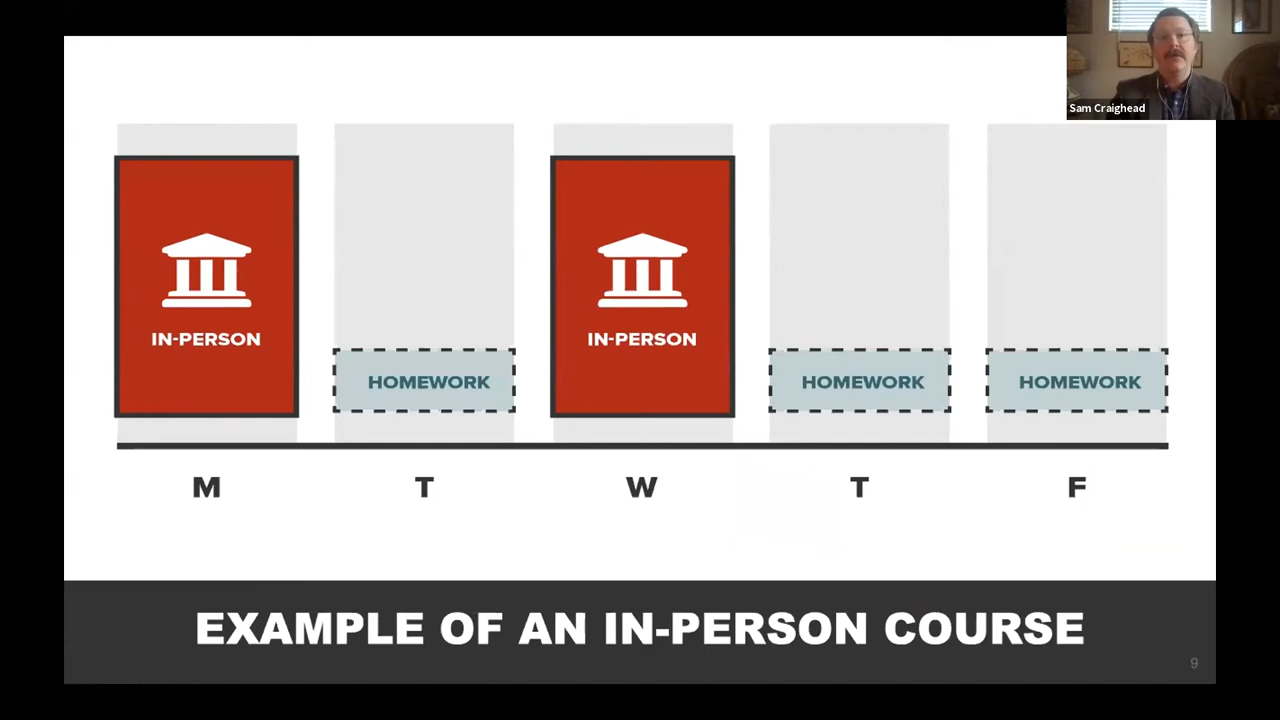 Sam Craighead
IN-PERSON
IN-PERSON
HOMEWORK
HOMEWORK
HOMEWORK
M
T
W
T
F
EXAMPLE OF AN IN-PERSON COURSE
9